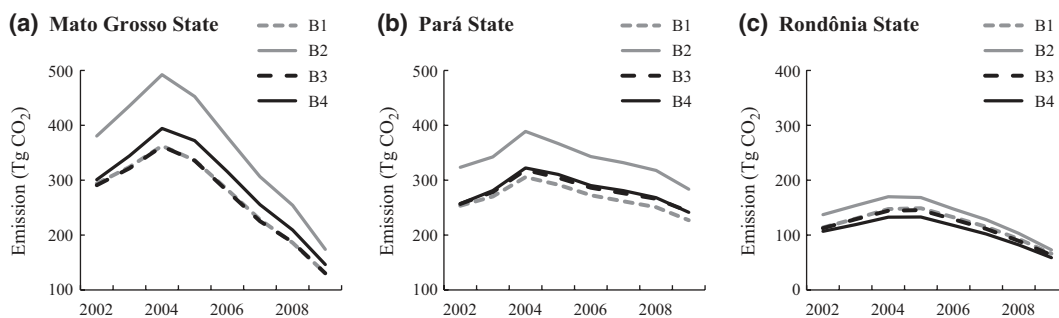 (a) Mato Grosso State
B1
B2
B3
B4
500
400
300
200
100
Emission (Tg CO₂)
2002 2004 2006 2008
(b) Pará State
B1
B2
B3
B4
500
400
300
200
100
Emission (Tg CO₂)
2002 2004 2006 2008
(c) Rondônia State
B1
B2
B3
B4
400
300
200
100
0
Emission (Tg CO₂)
2002 2004 2006 2008